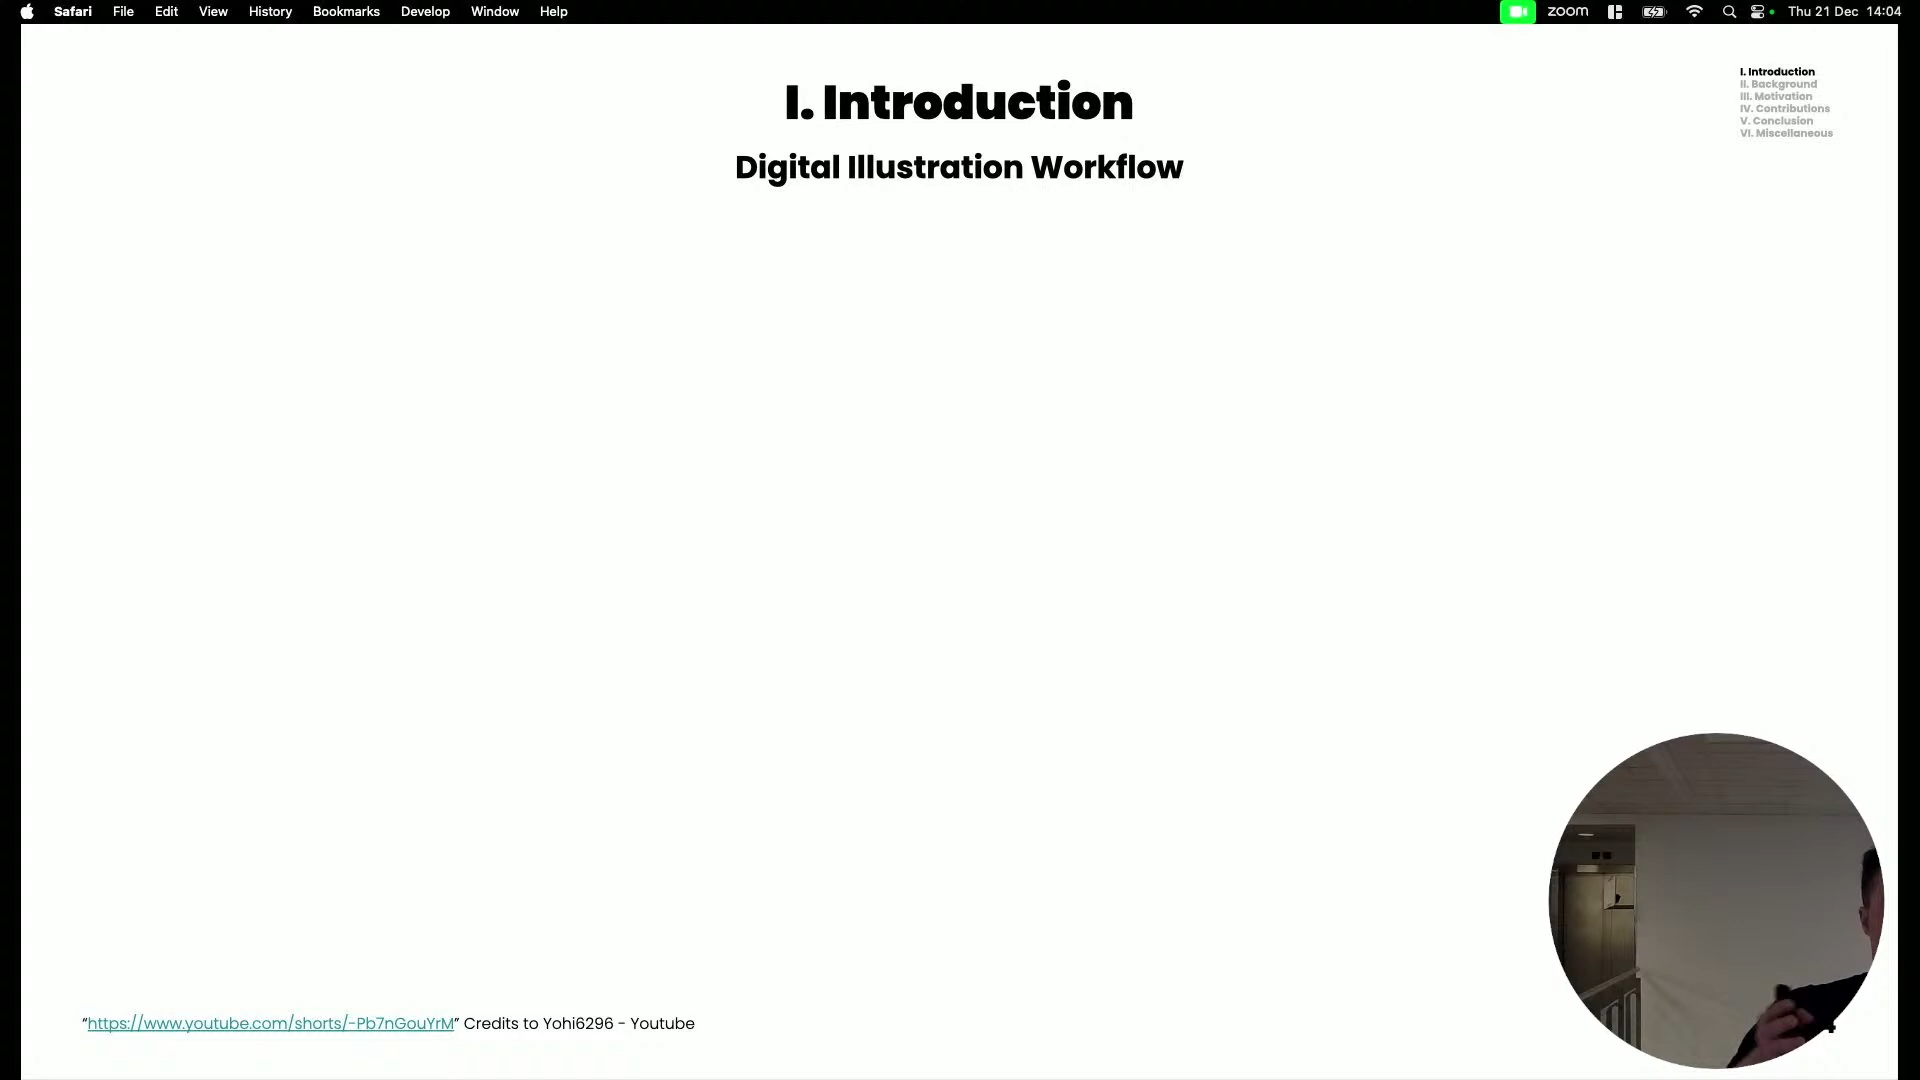 Safari File Edit View History Bookmarks Develop Window Help zoom Thu 21 Dec 14:04
I. Introduction
Digital Illustration Workflow
I. Introduction
II. Background
III. Motivation
IV. Contributions
V. Conclusion
VI. Miscellaneous
“https://www.youtube.com/shorts/-Pb7nGouYrM” Credits to Yohi6296 - Youtube